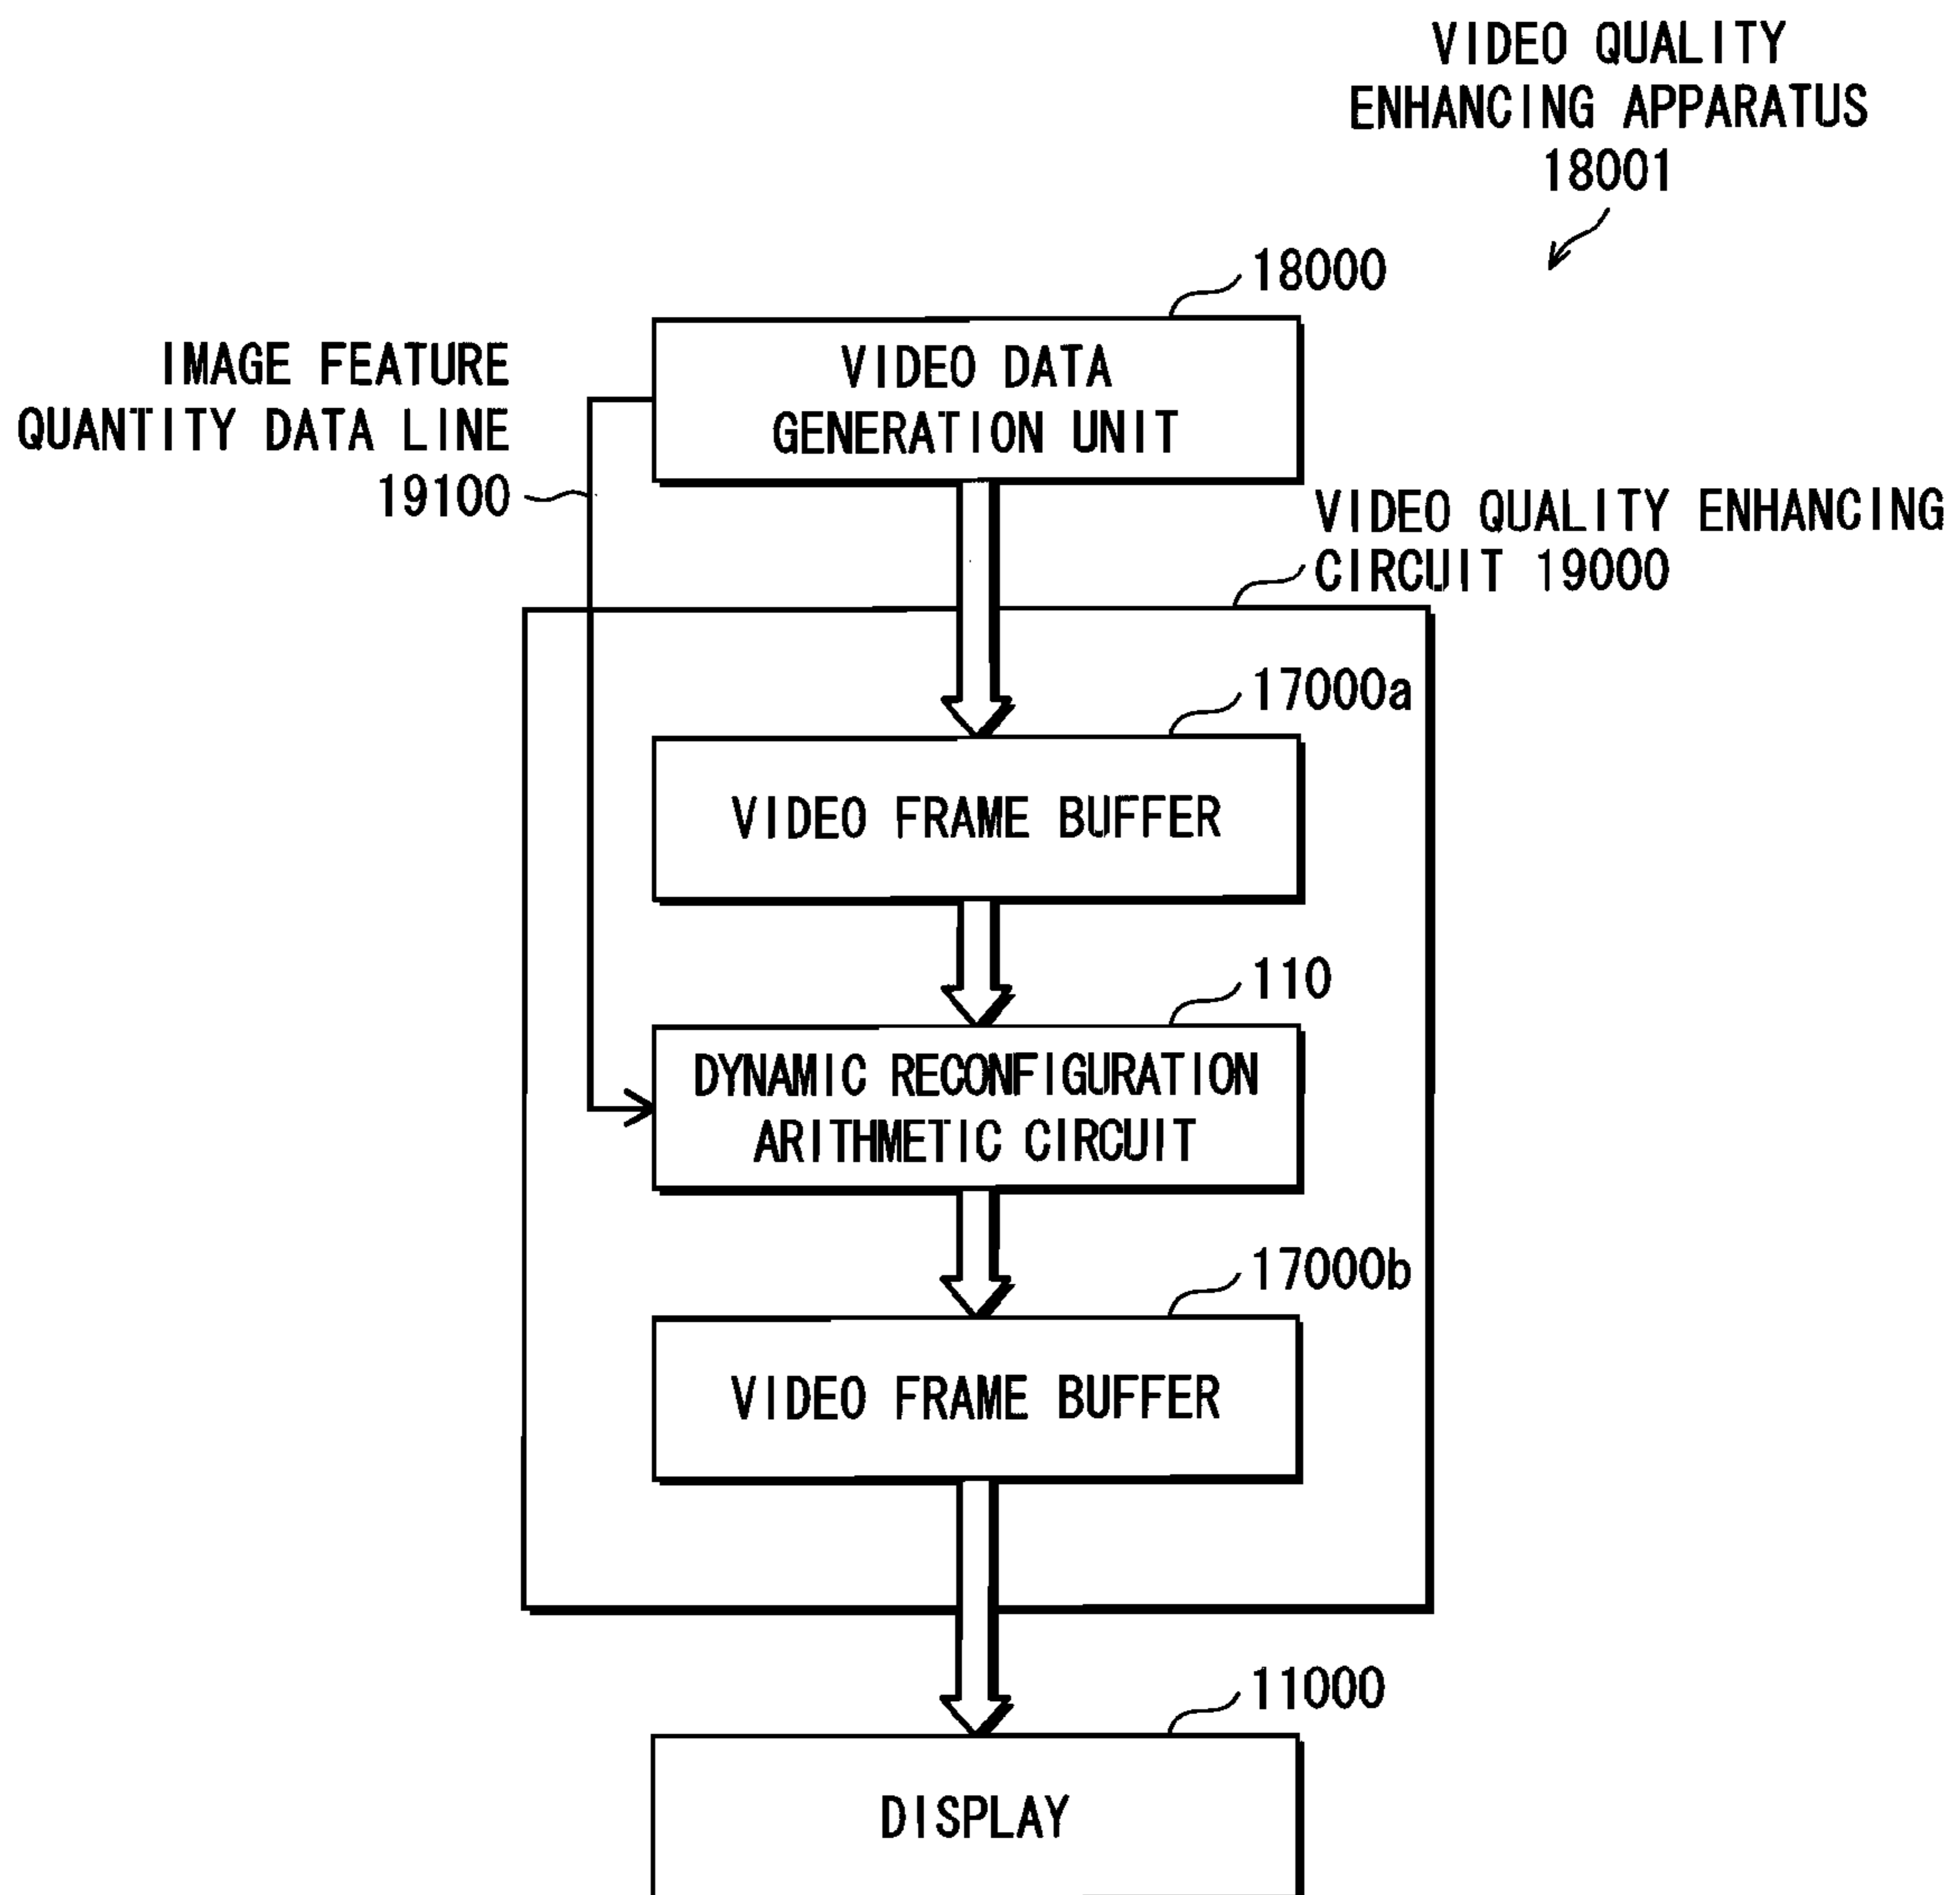 VIDEO QUALITY
ENHANCING APPARATUS
18001
18000
VIDEO DATA
GENERATION UNIT
IMAGE FEATURE
QUANTITY DATA LINE
19100
VIDEO QUALITY ENHANCING
CIRCUIT 19000
17000a
VIDEO FRAME BUFFER
110
DYNAMIC RECONFIGURATION
ARITHMETIC CIRCUIT
17000b
VIDEO FRAME BUFFER
11000
DISPLAY